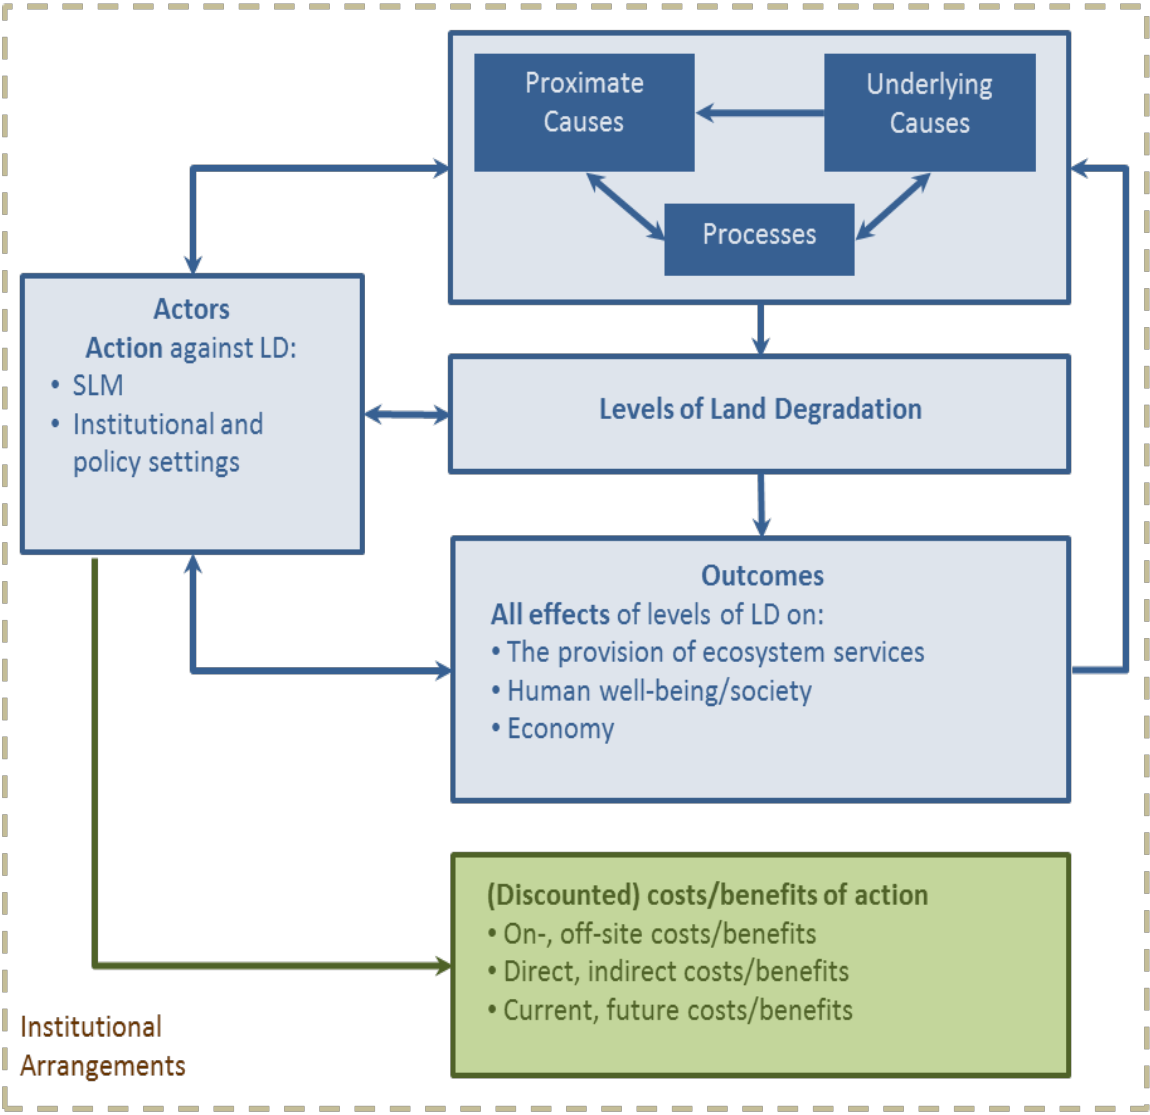 Proximate
Causes
Underlying
Causes
Processes
Actors
Action against LD:
• SLM
• Institutional and
policy settings
Levels of Land Degradation
Outcomes
All effects of levels of LD on:
• The provision of ecosystem services
• Human well-being/society
• Economy
(Discounted) costs/benefits of action
• On-, off-site costs/benefits
• Direct, indirect costs/benefits
• Current, future costs/benefits
Institutional
Arrangements